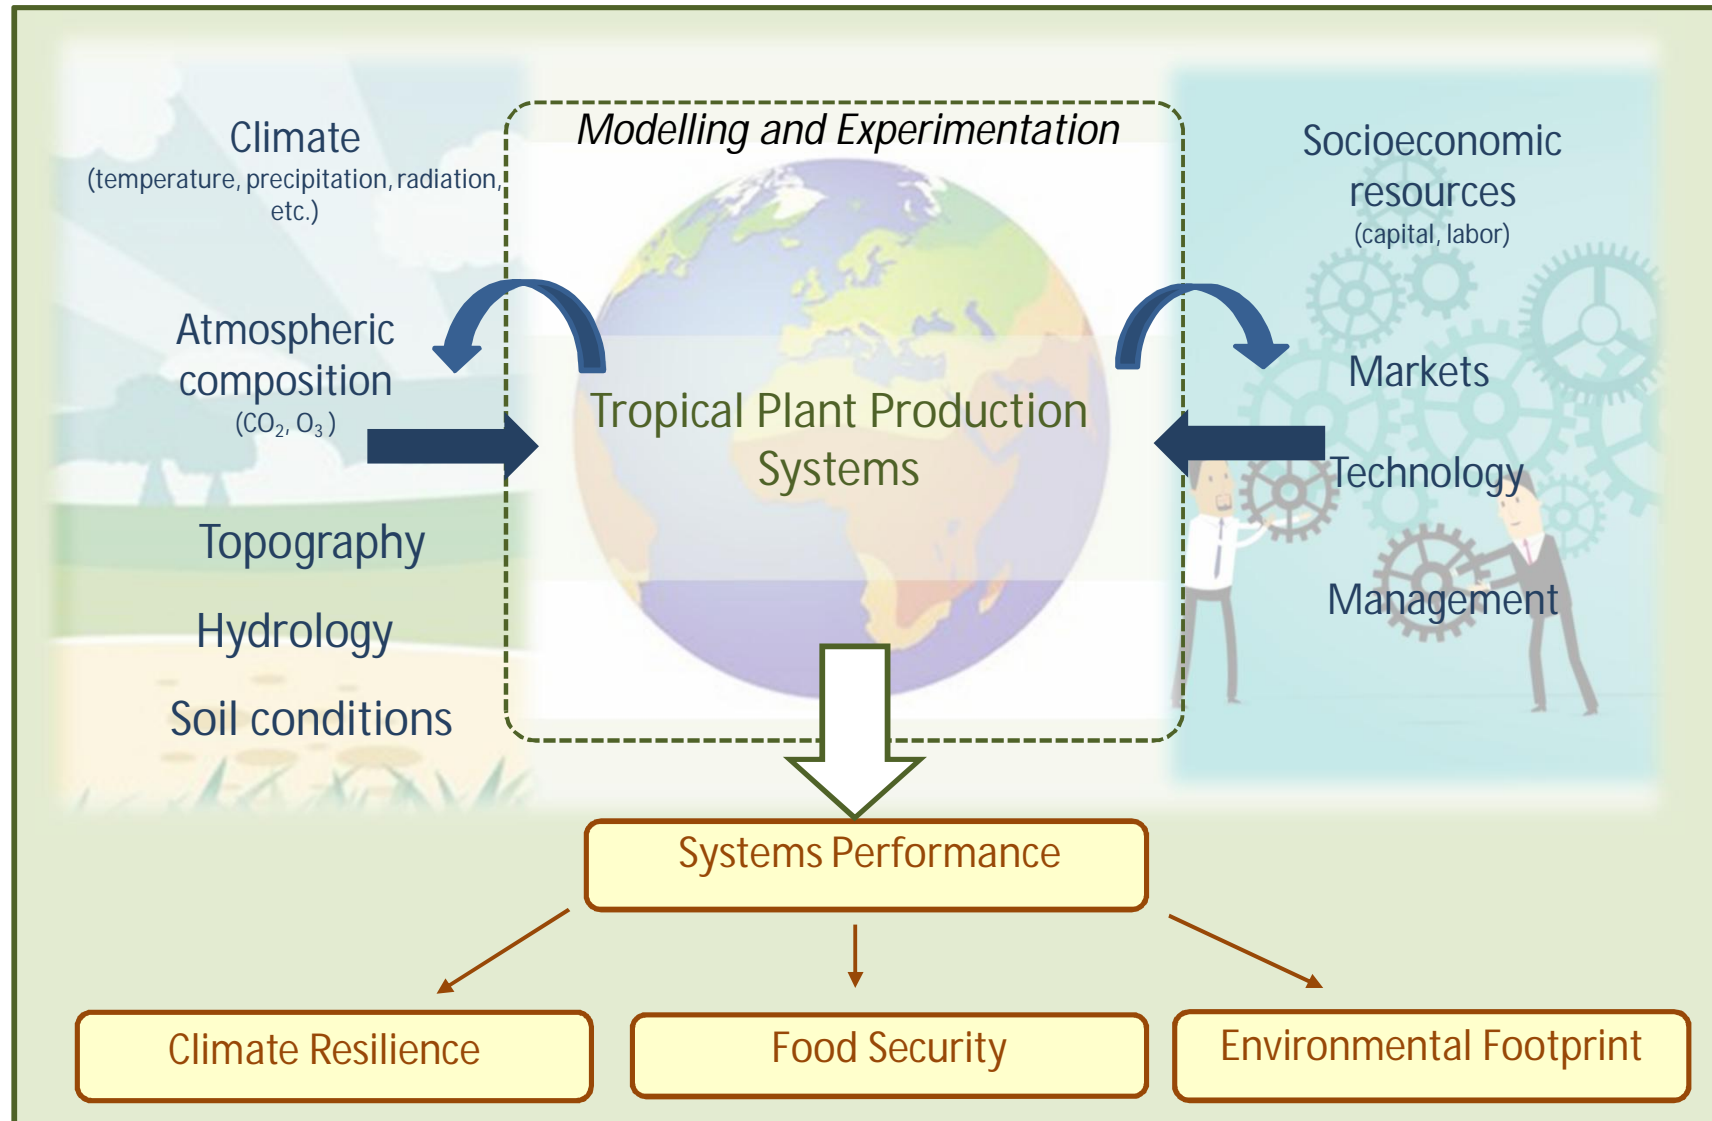 Modelling and Experimentation
Climate
(temperature, precipitation, radiation,
etc.)
Atmospheric
composition
(CO₂, O₃ )
Topography
Hydrology
Soil conditions
Tropical Plant Production
Systems
Socioeconomic
resources
(capital, labor)
Markets
Technology
Management
Systems Performance
Climate Resilience
Food Security
Environmental Footprint